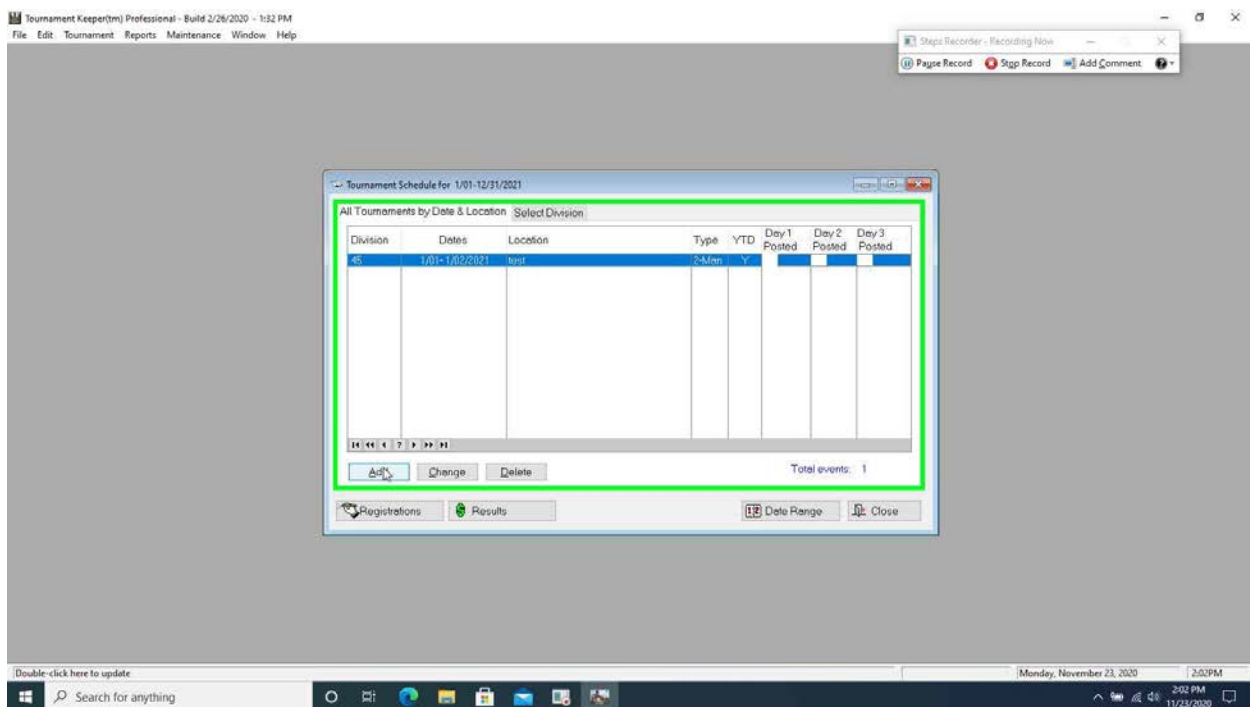 Tournament Keeper(tm) Professional - Build 2/26/2020 - 1:32 PM
File Edit Tournament Reports Maintenance Window Help
Steps Recorder - Recording Now
Pause Record Stop Record Add Comment
Tournament Schedule for 1/01-12/31/2021
All Tournaments by Date & Location Select Division
Division Dates Location Type YTD Day 1 Posted Day 2 Posted Day 3 Posted
45 1/01- 1/02/2021 test 2-Man Y
Add Change Delete Total events: 1
Registrations Results Date Range Close
Double-click here to update Monday, November 23, 2020 2:02PM
Search for anything
2:02 PM
11/23/2020